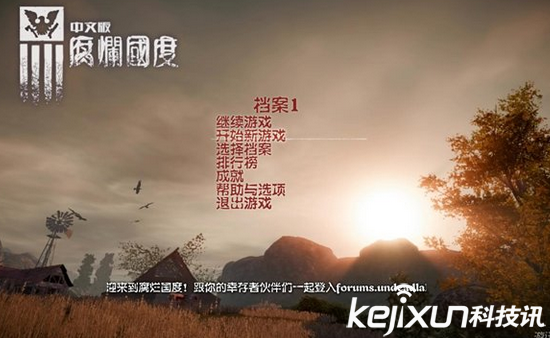 中文版
腐爛國度
档案1
继续游戏
开始新游戏
选择档案
排行榜
成就
帮助与选项
退出游戏
迎来到腐烂国度！跟你的幸存者伙伴们一起登入forums.undealla
kejixun科技讯